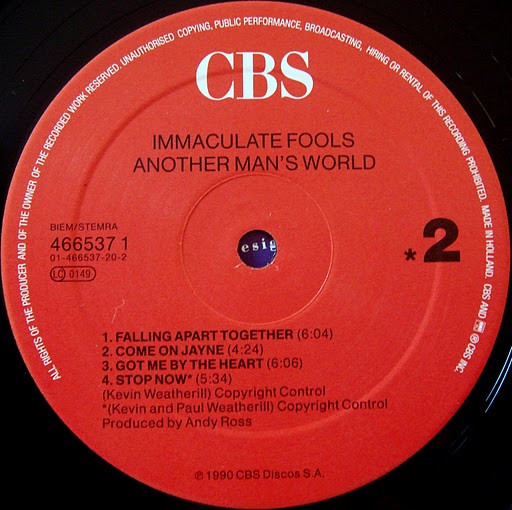 ALL RIGHTS OF THE PRODUCER AND OF THE OWNER OF THE RECORDED WORK RESERVED. UNAUTHORISED COPYING, PUBLIC PERFORMANCE, BROADCASTING, HIRING OR RENTAL OF THIS RECORDING PROHIBITED. MADE IN HOLLAND. CBS AND ® CBS INC.
CBS
IMMACULATE FOOLS
ANOTHER MAN'S WORLD
BIEM/STEMRA
466537 1
01-466537-20-2
LC 0149
*2
esig
1. FALLING APART TOGETHER (6:04)
2. COME ON JAYNE (4:24)
3. GOT ME BY THE HEART (6:06)
4. STOP NOW* (5:34)
(Kevin Weatherill) Copyright Control
*(Kevin and Paul Weatherill) Copyright Control
Produced by Andy Ross
℗ 1990 CBS Discos S.A.